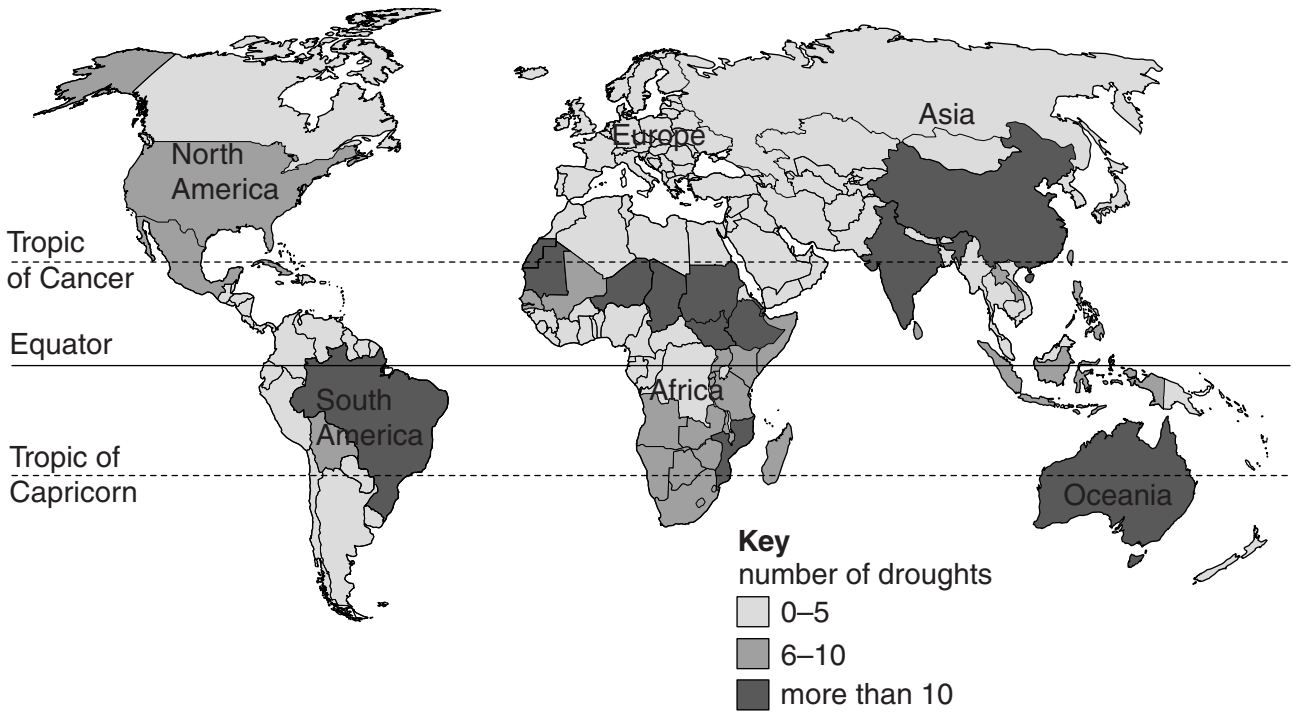 Asia
Europe
North
America
Tropic
of Cancer
Equator
Africa
South
America
Tropic of
Capricorn
Oceania
Key
number of droughts
0–5
6–10
more than 10